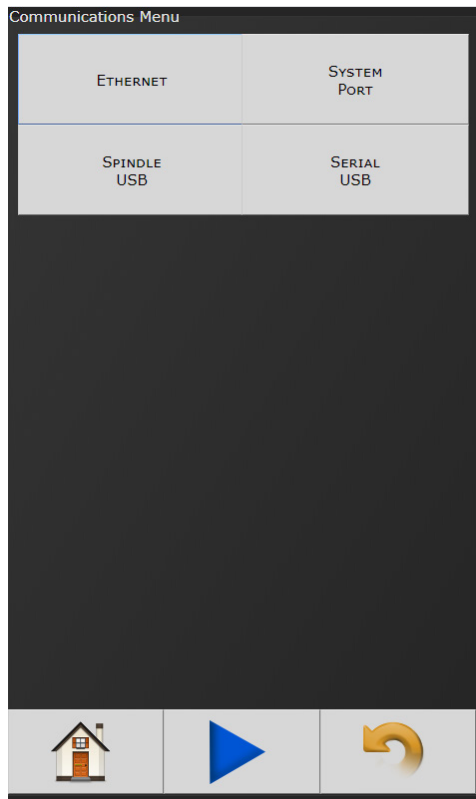 Communications Menu
Ethernet
System
Port
Spindle
USB
Serial
USB